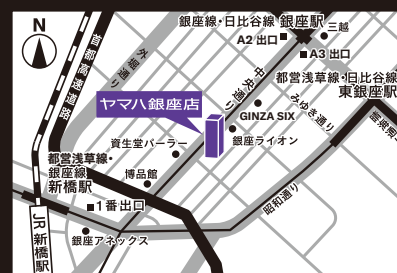 N
銀座線・日比谷線 銀座駅
A2 出口
三越
A3 出口
首都高速道路
外堀通り
中央通り
都営浅草線・日比谷線
東銀座駅
ヤマハ銀座店
みゆき通り
GINZA SIX
銀座ライオン
資生堂パーラー
都営浅草線・
銀座線
新橋駅
博品館
1番出口
昭和通り
銀座アネックス
JR 新橋駅